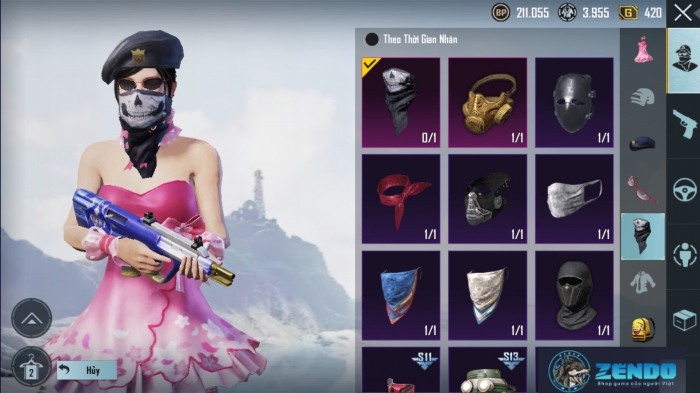 BP 211.055 3.955 G 420
Theo Thời Gian Nhận
0/1 1/1 1/1
1/1 1/1 1/1
1/1 1/1 1/1
S11 S13
2 Hủy
ZENDO
Shop game của người Việt